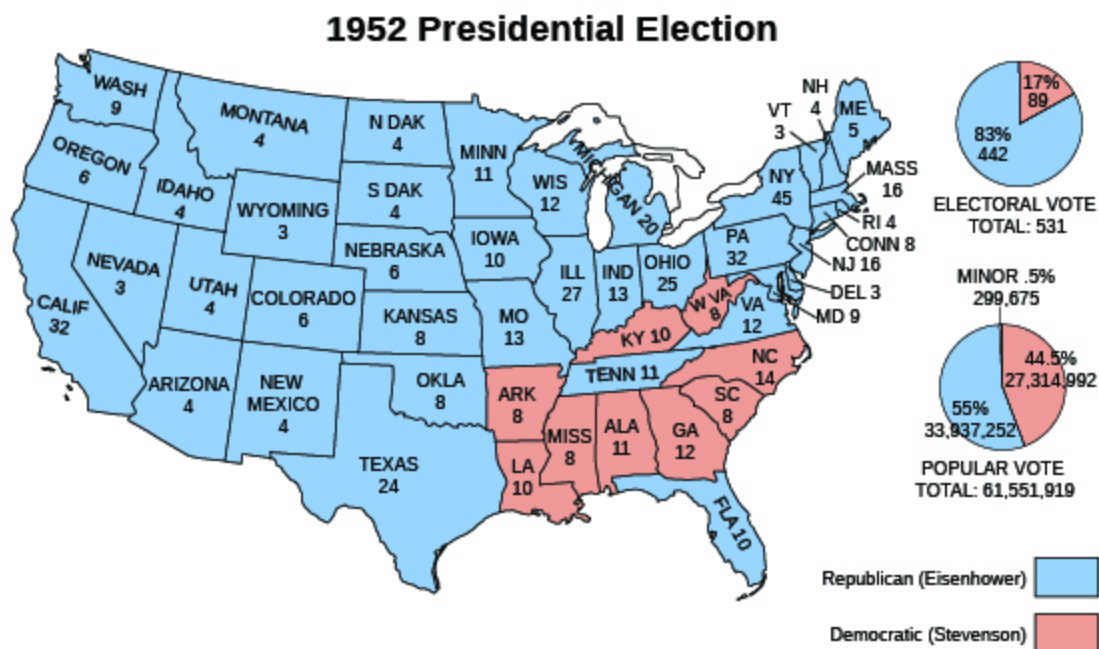 1952 Presidential Election
WASH
9
OREGON
6
CALIF
32
IDAHO
4
NEVADA
3
MONTANA
4
WYOMING
3
UTAH
4
COLORADO
6
ARIZONA
4
NEW
MEXICO
4
N DAK
4
S DAK
4
NEBRASKA
6
KANSAS
8
OKLA
8
TEXAS
24
MINN
11
IOWA
10
MO
13
ARK
8
LA
10
WIS
12
ILL
27
MICHIGAN 20
IND
13
OHIO
25
KY 10
TENN 11
MISS
8
ALA
11
GA
12
FLA 10
SC
8
NC
14
VA
12
W VA
8
PA
32
NY
45
VT
3
NH
4
ME
5
MASS
16
RI 4
CONN 8
NJ 16
DEL 3
MD 9
17%
89
83%
442
ELECTORAL VOTE
TOTAL: 531
MINOR .5%
299,675
44.5%
27,314,992
55%
33,937,252
POPULAR VOTE
TOTAL: 61,551,919
Republican (Eisenhower)
Democratic (Stevenson)